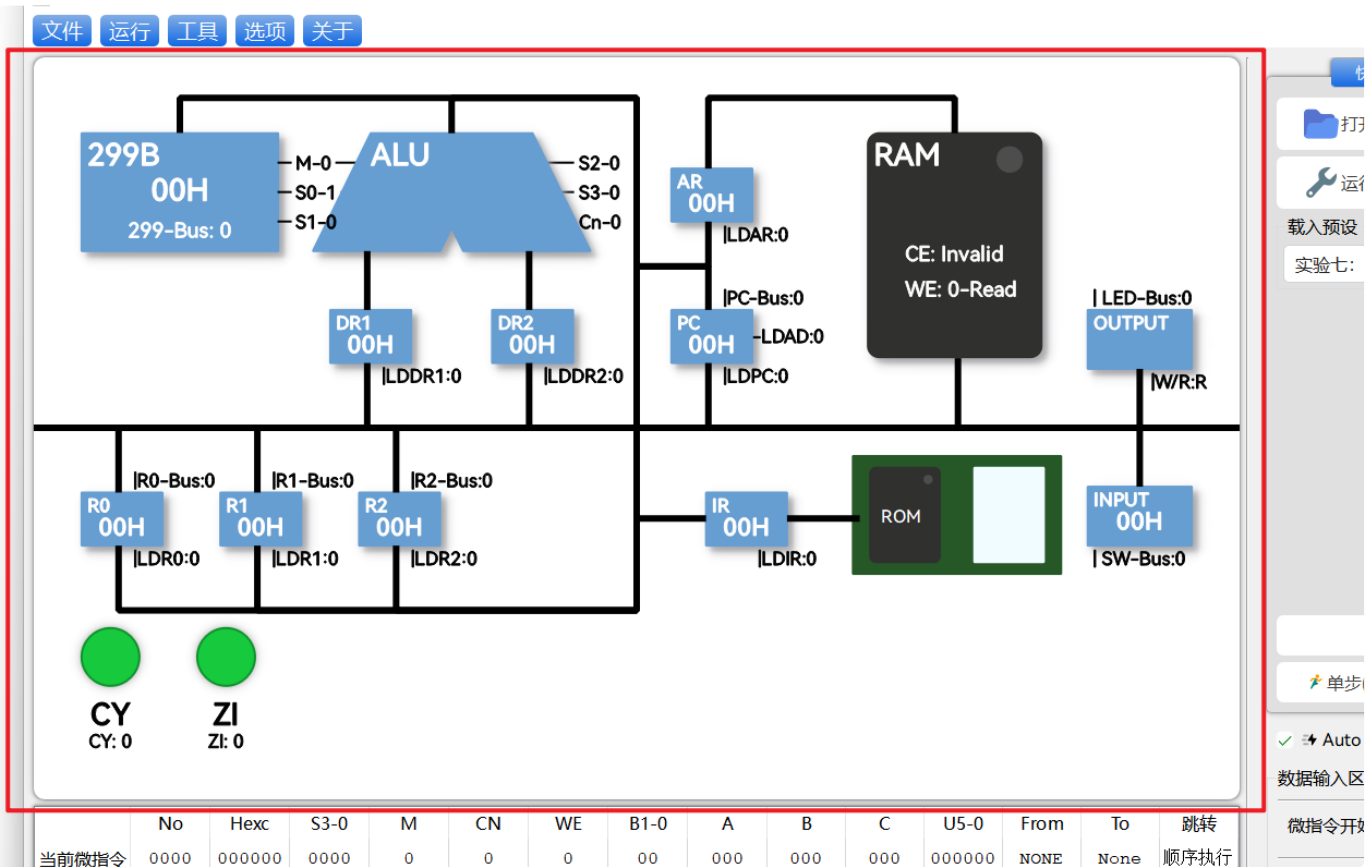 文件 运行 工具 选项 关于
299B
00H
299-Bus: 0
M-0
S0-1
S1-0
ALU
S2-0
S3-0
Cn-0
AR
00H
|LDAR:0
RAM
CE: Invalid
WE: 0-Read
打开
运行
载入预设
实验七:
DR1
00H
|LDDR1:0
DR2
00H
|LDDR2:0
|PC-Bus:0
PC
00H
-LDAD:0
|LDPC:0
| LED-Bus:0
OUTPUT
|W/R:R
|R0-Bus:0
R0
00H
|LDR0:0
|R1-Bus:0
R1
00H
|LDR1:0
|R2-Bus:0
R2
00H
|LDR2:0
IR
00H
|LDIR:0
ROM
INPUT
00H
| SW-Bus:0
CY
CY: 0
ZI
ZI: 0
单步
Auto
数据输入区
微指令开始
No Hexc S3-0 M CN WE B1-0 A B C U5-0 From To 跳转
当前微指令 0000 000000 0000 0 0 0 00 000 000 000 000000 NONE None 顺序执行